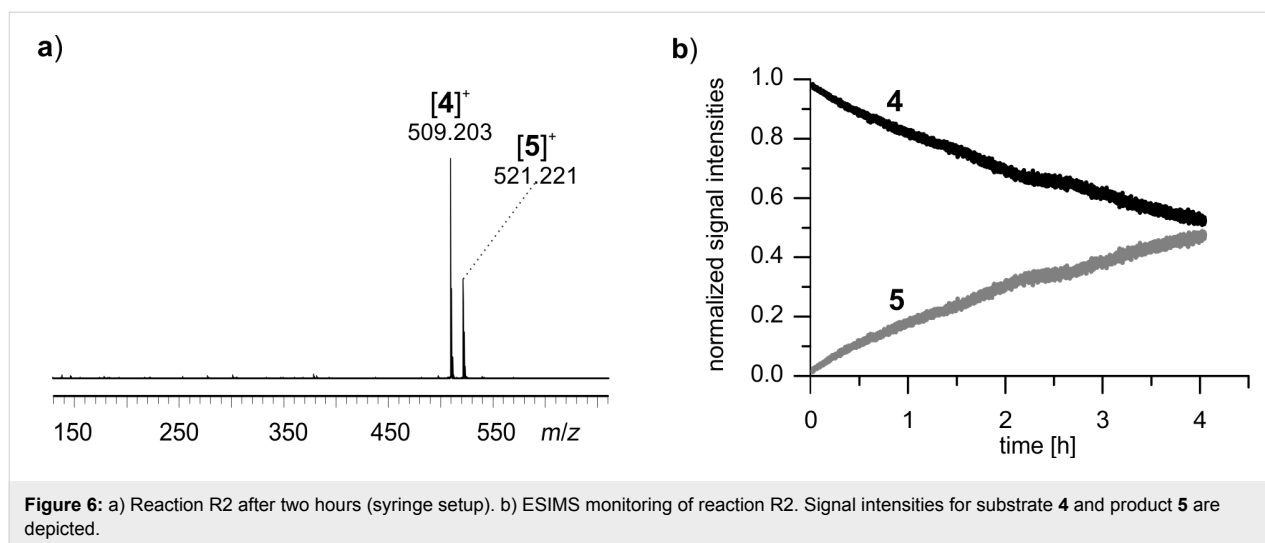 a)
[4]+
509.203
[5]+
521.221
150 250 350 450 550 m/z
b)
normalized signal intensities
1.0
0.8
0.6
0.4
0.2
0.0
4
5
0 1 2 3 4
time [h]
Figure 6: a) Reaction R2 after two hours (syringe setup). b) ESIMS monitoring of reaction R2. Signal intensities for substrate 4 and product 5 are
depicted.